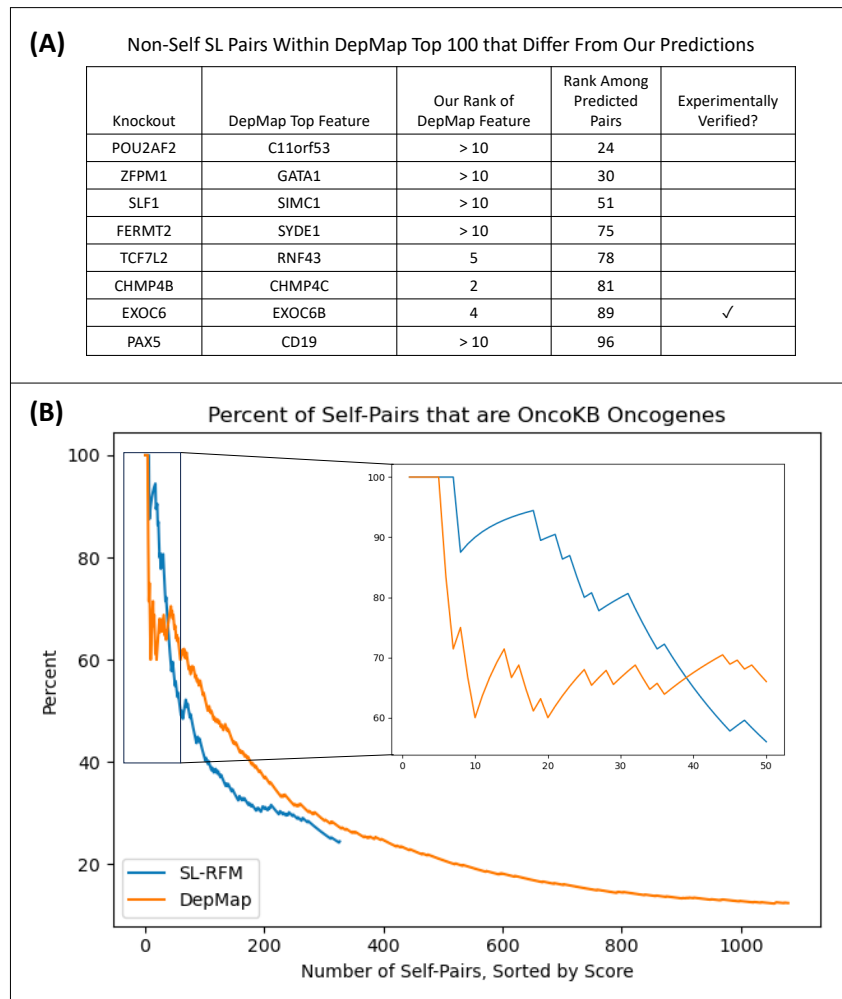 (A)
Non-Self SL Pairs Within DepMap Top 100 that Differ From Our Predictions
Knockout DepMap Top Feature Our Rank of DepMap Feature Rank Among Predicted Pairs Experimentally Verified?
POU2AF2 C11orf53 > 10 24
ZFPM1 GATA1 > 10 30
SLF1 SIMC1 > 10 51
FERMT2 SYDE1 > 10 75
TCF7L2 RNF43 5 78
CHMP4B CHMP4C 2 81
EXOC6 EXOC6B 4 89 ✓
PAX5 CD19 > 10 96
(B)
Percent of Self-Pairs that are OncoKB Oncogenes
Percent
100
80
60
40
20
100
90
80
70
60
0 10 20 30 40 50
SL-RFM
DepMap
0 200 400 600 800 1000
Number of Self-Pairs, Sorted by Score